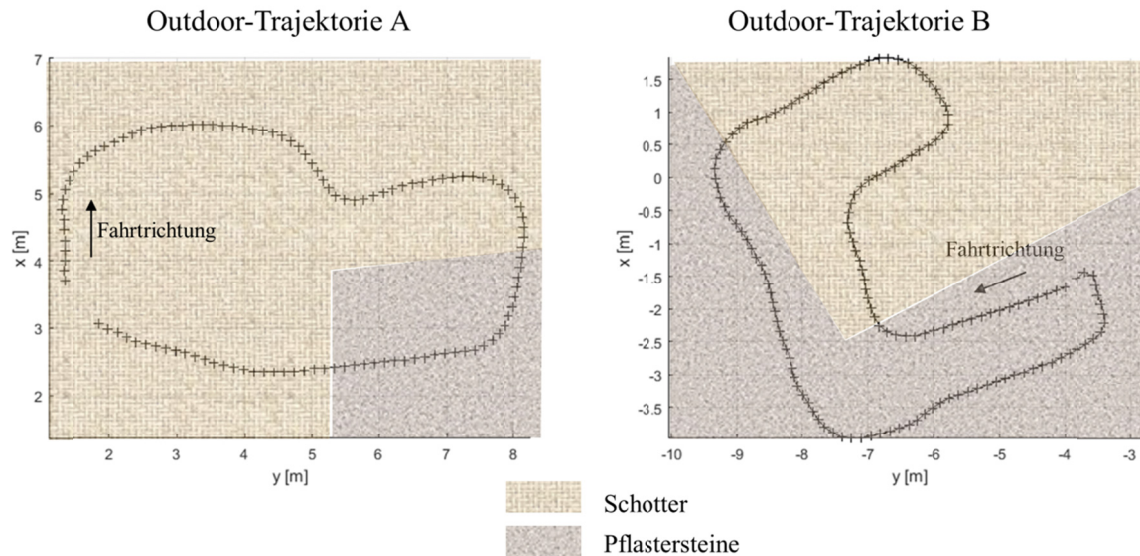 Outdoor-Trajektorie A
Outdoor-Trajektorie B
7
6
5
4
3
2
x [m]
Fahrtrichtung
2 3 4 5 6 7 8
y [m]
1.5
1
0.5
0
-0.5
-1
-1.5
-2
-2.5
-3
-3.5
x [m]
Fahrtrichtung
-10 -9 -8 -7 -6 -5 -4 -3
y [m]
Schotter
Pflastersteine